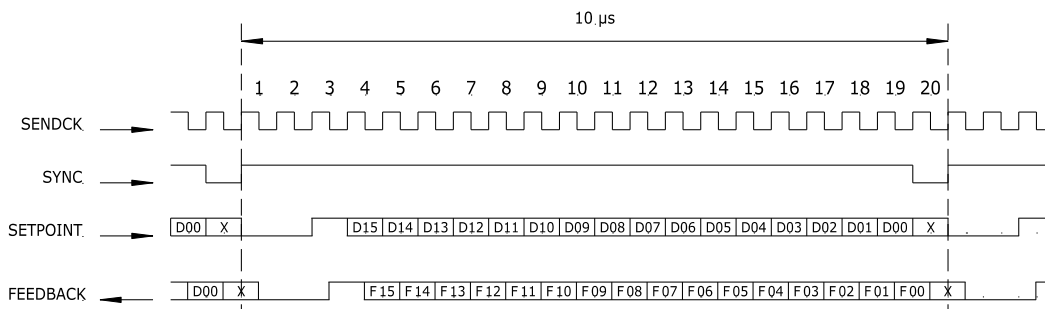 10 µs
1 2 3 4 5 6 7 8 9 10 11 12 13 14 15 16 17 18 19 20
SENDCK
SYNC
SETPOINT D00 X D15 D14 D13 D12 D11 D10 D09 D08 D07 D06 D05 D04 D03 D02 D01 D00 X
FEEDBACK D00 X F15 F14 F13 F12 F11 F10 F09 F08 F07 F06 F05 F04 F03 F02 F01 F00 X